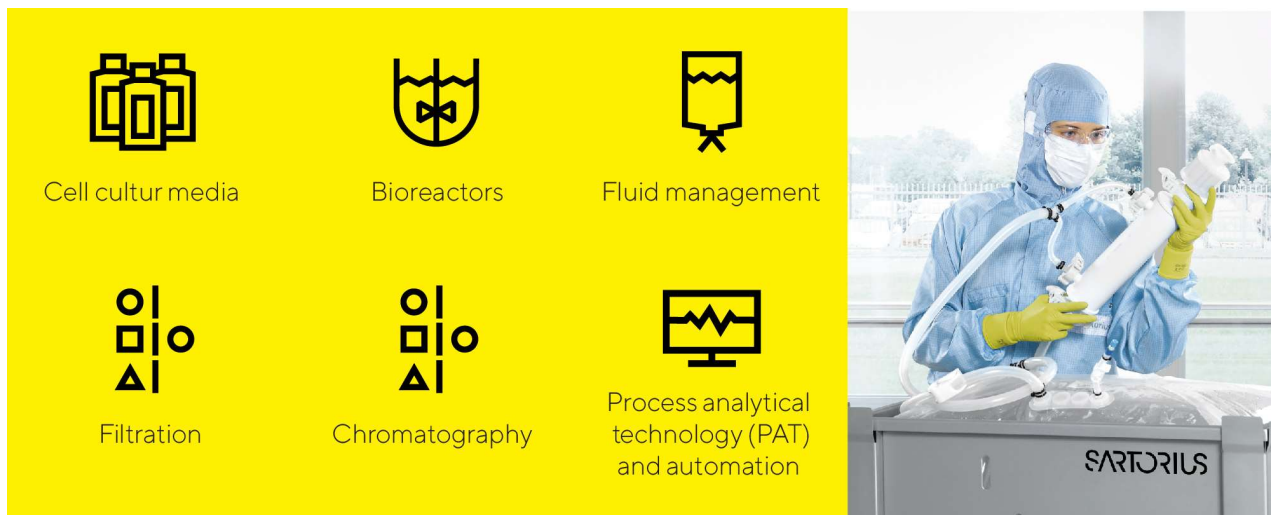 Cell cultur media
Bioreactors
Fluid management
Filtration
Chromatography
Process analytical
technology (PAT)
and automation
SARTORIUS